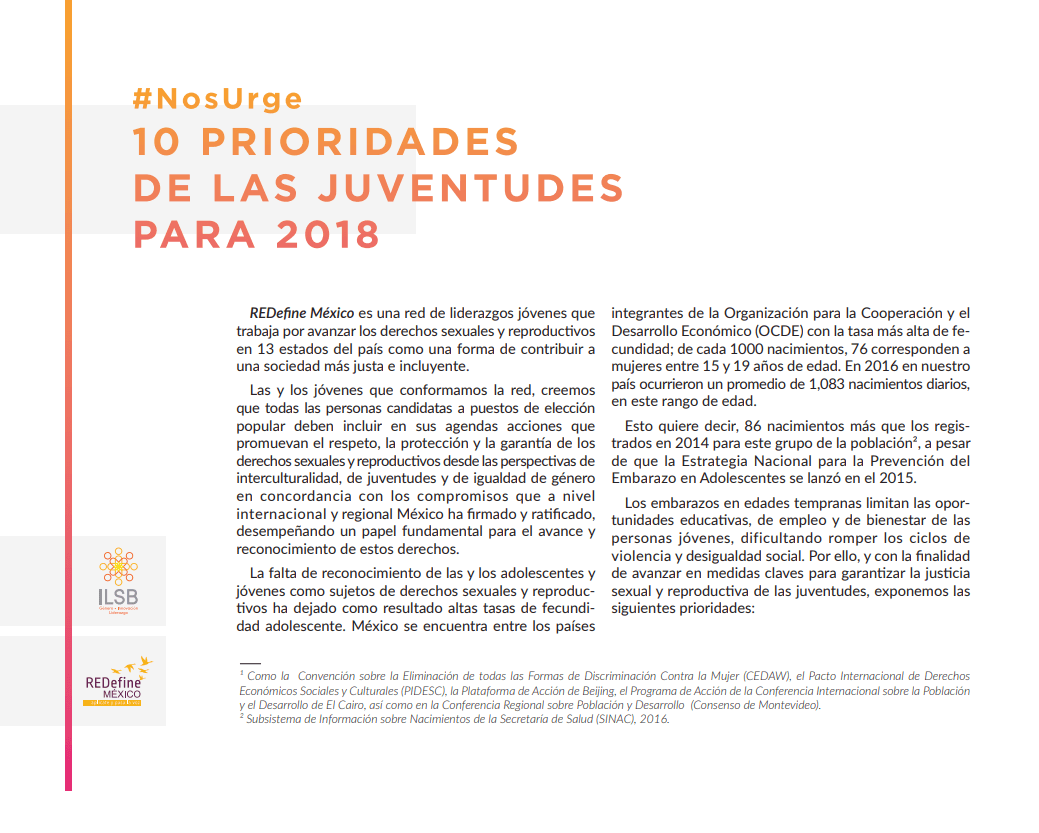 #NosUrge
10 PRIORIDADES
DE LAS JUVENTUDES
PARA 2018
REDefine México es una red de liderazgos jóvenes que
trabaja por avanzar los derechos sexuales y reproductivos
en 13 estados del país como una forma de contribuir a
una sociedad más justa e incluyente.
Las y los jóvenes que conformamos la red, creemos
que todas las personas candidatas a puestos de elección
popular deben incluir en sus agendas acciones que
promuevan el respeto, la protección y la garantía de los
derechos sexuales y reproductivos desde las perspectivas de
interculturalidad, de juventudes y de igualdad de género
en concordancia con los compromisos que a nivel
internacional y regional México ha firmado y ratificado,
desempeñando un papel fundamental para el avance y
reconocimiento de estos derechos.
La falta de reconocimiento de las y los adolescentes y
jóvenes como sujetos de derechos sexuales y reproduc-
tivos ha dejado como resultado altas tasas de fecundi-
dad adolescente. México se encuentra entre los países
integrantes de la Organización para la Cooperación y el
Desarrollo Económico (OCDE) con la tasa más alta de fe-
cundidad; de cada 1000 nacimientos, 76 corresponden a
mujeres entre 15 y 19 años de edad. En 2016 en nuestro
país ocurrieron un promedio de 1,083 nacimientos diarios,
en este rango de edad.
Esto quiere decir, 86 nacimientos más que los regis-
trados en 2014 para este grupo de la población², a pesar
de que la Estrategia Nacional para la Prevención del
Embarazo en Adolescentes se lanzó en el 2015.
Los embarazos en edades tempranas limitan las opor-
tunidades educativas, de empleo y de bienestar de las
personas jóvenes, dificultando romper los ciclos de
violencia y desigualdad social. Por ello, y con la finalidad
de avanzar en medidas claves para garantizar la justicia
sexual y reproductiva de las juventudes, exponemos las
siguientes prioridades:
ILSB
REDefine
MÉXICO
¹ Como la Convención sobre la Eliminación de todas las Formas de Discriminación Contra la Mujer (CEDAW), el Pacto Internacional de Derechos
Económicos Sociales y Culturales (PIDESC), la Plataforma de Acción de Beijing, el Programa de Acción de la Conferencia Internacional sobre la Población
y el Desarrollo de El Cairo, así como en la Conferencia Regional sobre Población y Desarrollo (Consenso de Montevideo).
² Subsistema de Información sobre Nacimientos de la Secretaría de Salud (SINAC), 2016.